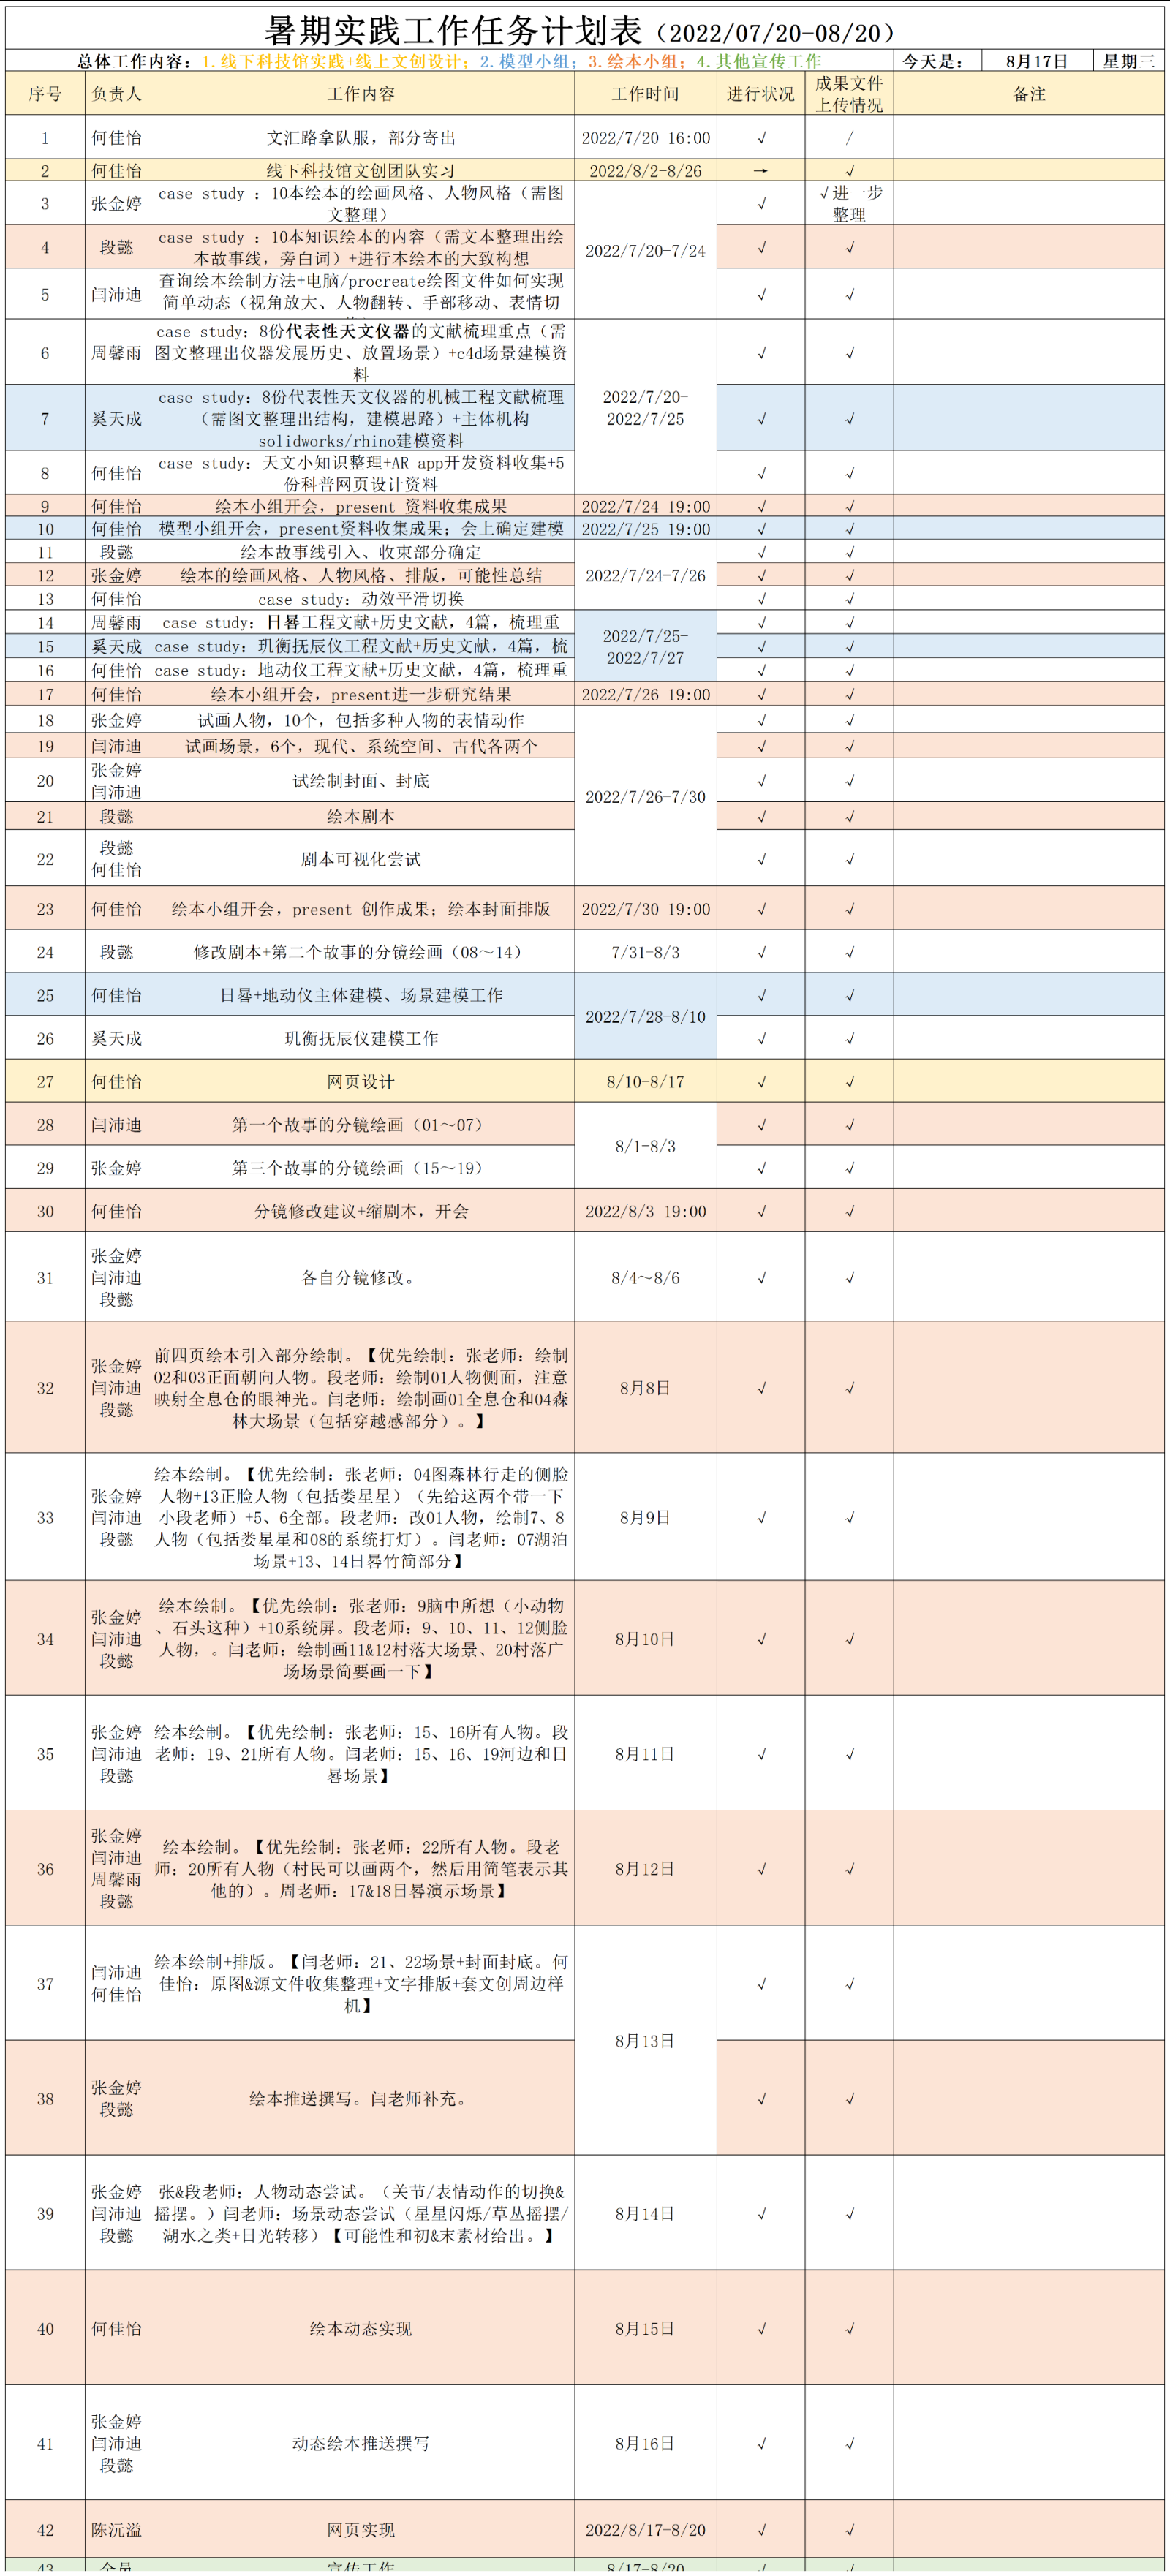 暑期实践工作任务计划表（2022/07/20-08/20）
总体工作内容：1.线下科技馆实践+线上文创设计；2.模型小组；3.绘本小组；4.其他宣传工作 今天是： 8月17日 星期三
序号 负责人 工作内容 工作时间 进行状况 成果文件
上传情况 备注
1 何佳怡 文汇路拿队服，部分寄出 2022/7/20 16:00 √ /
2 何佳怡 线下科技馆文创团队实习 2022/8/2-8/26 → √
3 张金婷 case study ：10本绘本的绘画风格、人物风格（需图
文整理） √ √进一步
整理
4 段懿 case study ：10本知识绘本的内容（需文本整理出绘
本故事线，旁白词）+进行本绘本的大致构想 2022/7/20-7/24 √ √
5 闫沛迪 查询绘本绘制方法+电脑/procreate绘图文件如何实现
简单动态（视角放大、人物翻转、手部移动、表情切 √ √
6 周馨雨 case study：8份代表性天文仪器的文献梳理重点（需
图文整理出仪器发展历史、放置场景）+c4d场景建模资
料 √ √
7 奚天成 case study：8份代表性天文仪器的机械工程文献梳理
（需图文整理出结构，建模思路）+主体机构
solidworks/rhino建模资料 2022/7/20-
2022/7/25 √ √
8 何佳怡 case study：天文小知识整理+AR app开发资料收集+5
份科普网页设计资料 √ √
9 何佳怡 绘本小组开会，present 资料收集成果 2022/7/24 19:00 √ √
10 何佳怡 模型小组开会，present资料收集成果；会上确定建模 2022/7/25 19:00 √ √
11 段懿 绘本故事线引入、收束部分确定 √ √
12 张金婷 绘本的绘画风格、人物风格、排版，可能性总结 2022/7/24-7/26 √ √
13 何佳怡 case study：动效平滑切换 √ √
14 周馨雨 case study：日晷工程文献+历史文献，4篇，梳理重 √ √
15 奚天成 case study：玑衡抚辰仪工程文献+历史文献，4篇，梳 2022/7/25-
2022/7/27 √ √
16 何佳怡 case study：地动仪工程文献+历史文献，4篇，梳理重 √ √
17 何佳怡 绘本小组开会，present进一步研究结果 2022/7/26 19:00 √ √
18 张金婷 试画人物，10个，包括多种人物的表情动作 √ √
19 闫沛迪 试画场景，6个，现代、系统空间、古代各两个 √ √
20 张金婷
闫沛迪 试绘制封面、封底 2022/7/26-7/30 √ √
21 段懿 绘本剧本 √ √
22 段懿
何佳怡 剧本可视化尝试 √ √
23 何佳怡 绘本小组开会，present 创作成果；绘本封面排版 2022/7/30 19:00 √ √
24 段懿 修改剧本+第二个故事的分镜绘画（08～14） 7/31-8/3 √ √
25 何佳怡 日晷+地动仪主体建模、场景建模工作 2022/7/28-8/10 √ √
26 奚天成 玑衡抚辰仪建模工作 √ √
27 何佳怡 网页设计 8/10-8/17 √ √
28 闫沛迪 第一个故事的分镜绘画（01～07） 8/1-8/3 √ √
29 张金婷 第三个故事的分镜绘画（15～19） √ √
30 何佳怡 分镜修改建议+缩剧本，开会 2022/8/3 19:00 √ √
31 张金婷
闫沛迪
段懿 各自分镜修改。 8/4～8/6 √ √
32 张金婷
闫沛迪
段懿 前四页绘本引入部分绘制。【优先绘制：张老师：绘制
02和03正面朝向人物。段老师：绘制01人物侧面，注意
映射全息仓的眼神光。闫老师：绘制画01全息仓和04森
林大场景（包括穿越感部分）。】 8月8日 √ √
33 张金婷
闫沛迪
段懿 绘本绘制。【优先绘制：张老师：04图森林行走的侧脸
人物+13正脸人物（包括娄星星）（先给这两个带一下
小段老师）+5、6全部。段老师：改01人物，绘制7、8
人物（包括娄星星和08的系统打灯）。闫老师：07湖泊
场景+13、14日晷竹简部分】 8月9日 √ √
34 张金婷
闫沛迪
段懿 绘本绘制。【优先绘制：张老师：9脑中所想（小动物
、石头这种）+10系统屏。段老师：9、10、11、12侧脸
人物，。闫老师：绘制画11&12村落大场景、20村落广
场场景简要画一下】 8月10日 √ √
35 张金婷
闫沛迪
段懿 绘本绘制。【优先绘制：张老师：15、16所有人物。段
老师：19、21所有人物。闫老师：15、16、19河边和日
晷场景】 8月11日 √ √
36 张金婷
闫沛迪
周馨雨
段懿 绘本绘制。【优先绘制：张老师：22所有人物。段老
师：20所有人物（村民可以画两个，然后用简笔表示其
他的）。周老师：17&18日晷演示场景】 8月12日 √ √
37 闫沛迪
何佳怡 绘本绘制+排版。【闫老师：21、22场景+封面封底。何
佳怡：原图&源文件收集整理+文字排版+套文创周边样
机】 8月13日 √ √
38 张金婷
段懿 绘本推送撰写。闫老师补充。 √ √
39 张金婷
闫沛迪
段懿 张&段老师：人物动态尝试。（关节/表情动作的切换&
摇摆。）闫老师：场景动态尝试（星星闪烁/草丛摇摆/
湖水之类+日光转移）【可能性和初&末素材给出。】 8月14日 √ √
40 何佳怡 绘本动态实现 8月15日 √ √
41 张金婷
闫沛迪
段懿 动态绘本推送撰写 8月16日 √ √
42 陈沅溢 网页实现 2022/8/17-8/20 √ √
43 全员 宣传工作 8/17-8/20 √ √